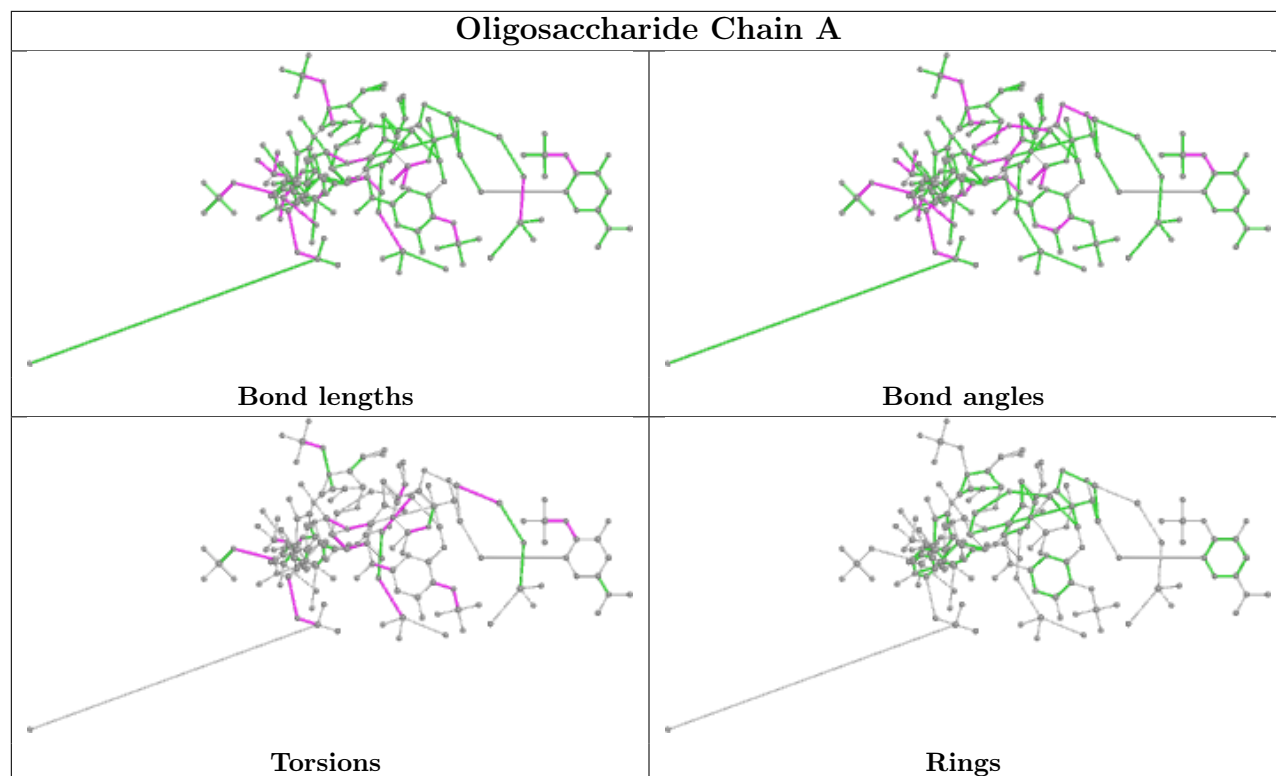 Oligosaccharide Chain A
Bond lengths
Bond angles
Torsions
Rings